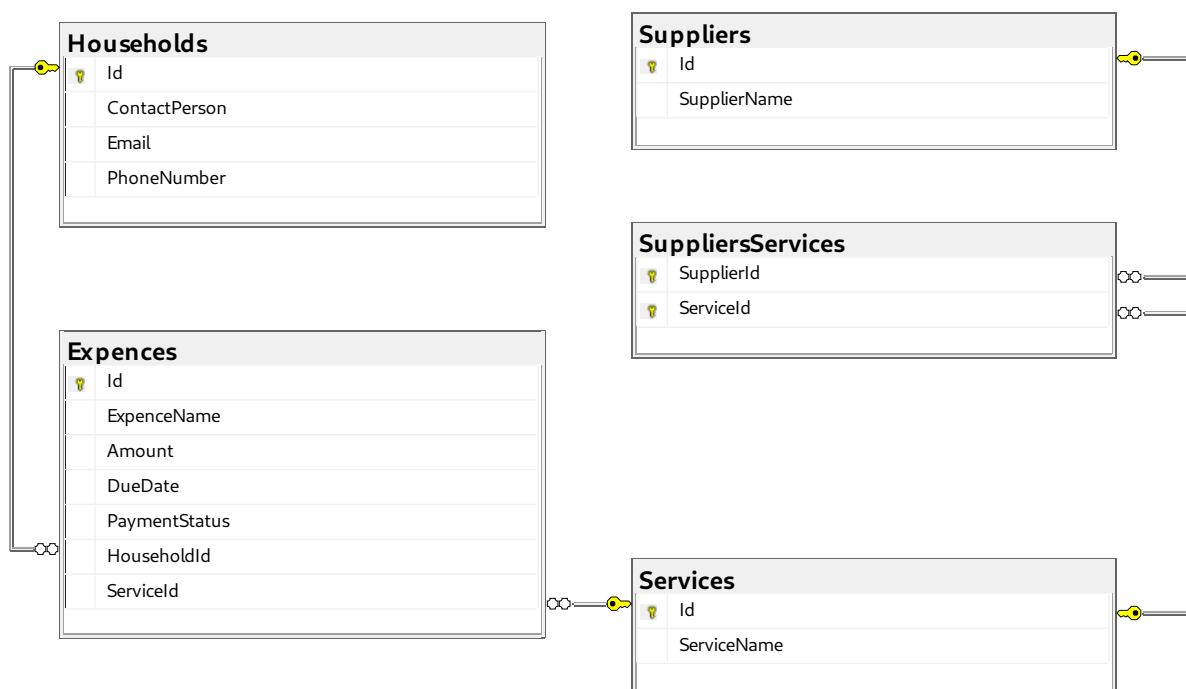 Households
Id
ContactPerson
Email
PhoneNumber
Expences
Id
ExpenceName
Amount
DueDate
PaymentStatus
HouseholdId
ServiceId
Suppliers
Id
SupplierName
SuppliersServices
SupplierId
ServiceId
Services
Id
ServiceName